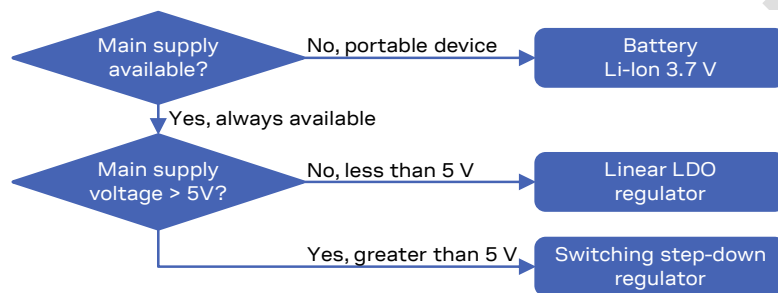 Main supply
available?
No, portable device
Battery
Li-Ion 3.7 V
Yes, always available
Main supply
voltage > 5V?
No, less than 5 V
Linear LDO
regulator
Yes, greater than 5 V
Switching step-down
regulator